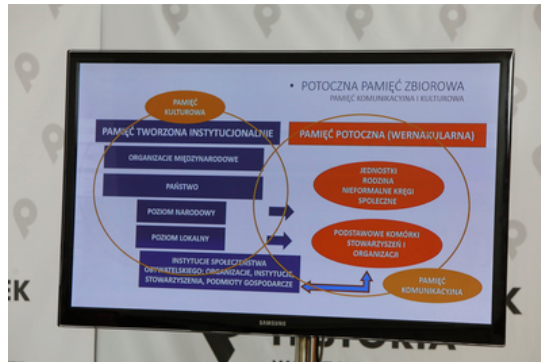 • POTOCZNA PAMIĘĆ ZBIOROWA
PAMIĘĆ KOMUNIKACYJNA I KULTUROWA
PAMIĘĆ
KULTUROWA
PAMIĘĆ TWORZONA INSTYTUCJONALNIE
ORGANIZACJE MIĘDZYNARODOWE
PAŃSTWO
POZIOM NARODOWY
POZIOM LOKALNY
INSTYTUCJE SPOŁECZEŃSTWA
OBYWATELSKIEGO: ORGANIZACJE, INSTYTUCJE,
STOWARZYSZENIA, PODMIOTY GOSPODARCZE
PAMIĘĆ POTOCZNA (WERNAKULARNA)
JEDNOSTKI
RODZINA
NIEFORMALNE KRĘGI
SPOŁECZNE
PODSTAWOWE KOMÓRKI
STOWARZYSZEŃ I
ORGANIZACJI
PAMIĘĆ
KOMUNIKACYJNA
SAMSUNG
EK
K
HISTORIA